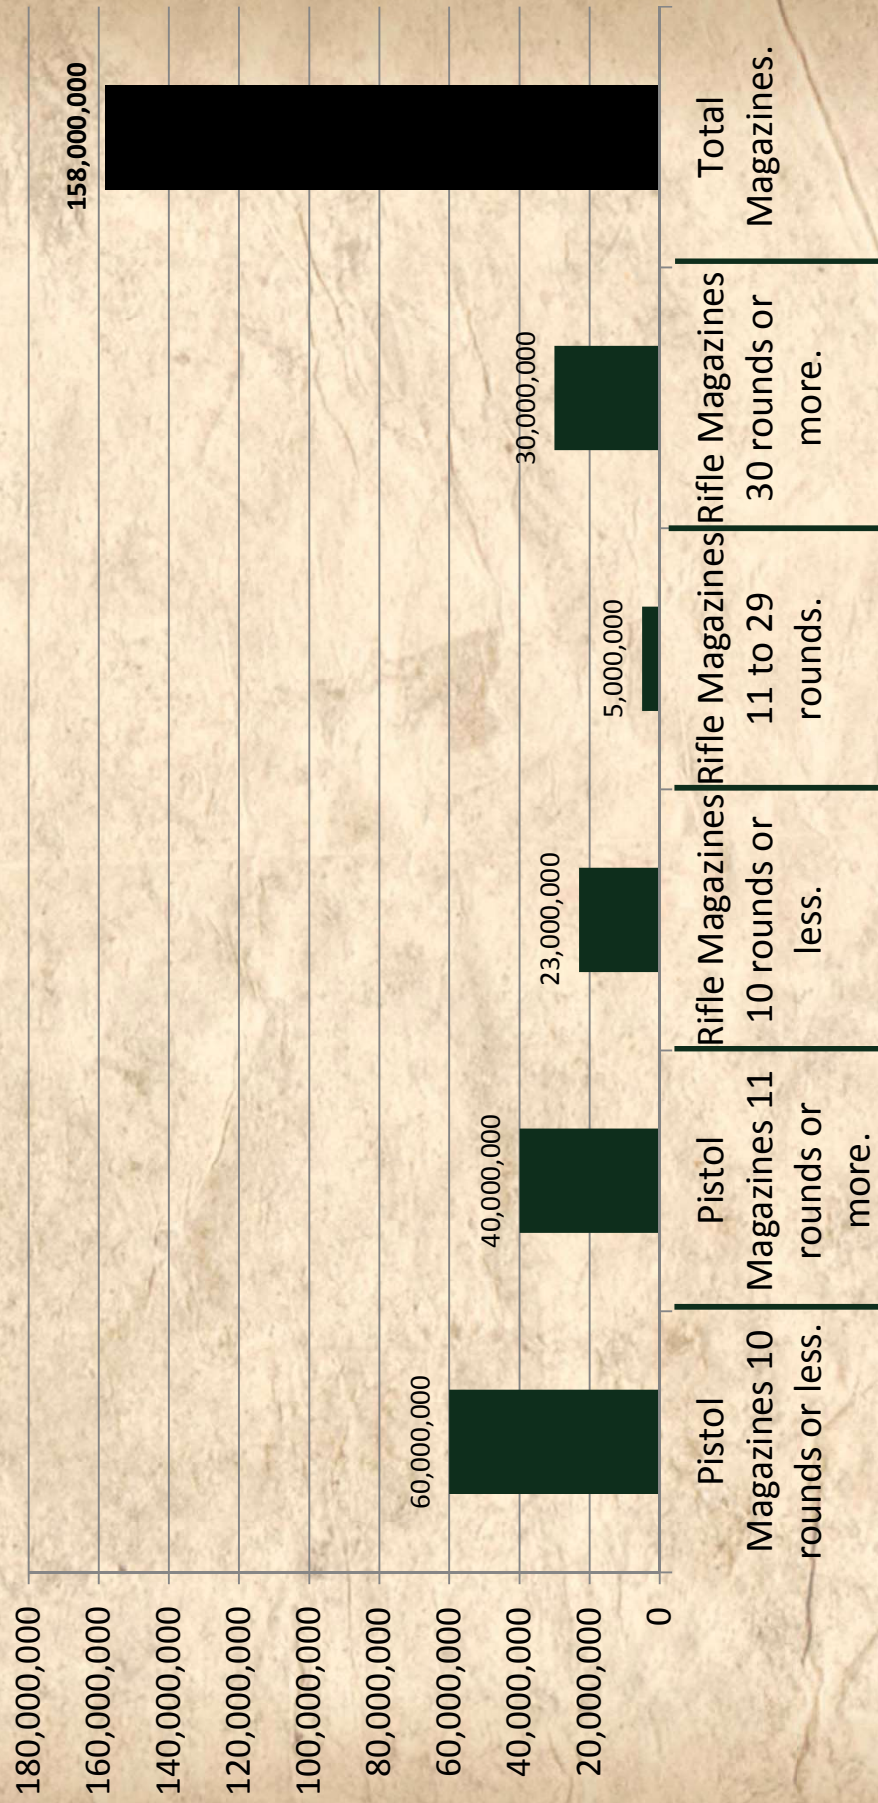 180,000,000
160,000,000
140,000,000
120,000,000
100,000,000
80,000,000
60,000,000
40,000,000
20,000,000
0
60,000,000
40,000,000
23,000,000
5,000,000
30,000,000
158,000,000
Pistol
Magazines 10
rounds or less.
Pistol
Magazines 11
rounds or
more.
Rifle Magazines
10 rounds or
less.
Rifle Magazines
11 to 29
rounds.
Rifle Magazines
30 rounds or
more.
Total
Magazines.